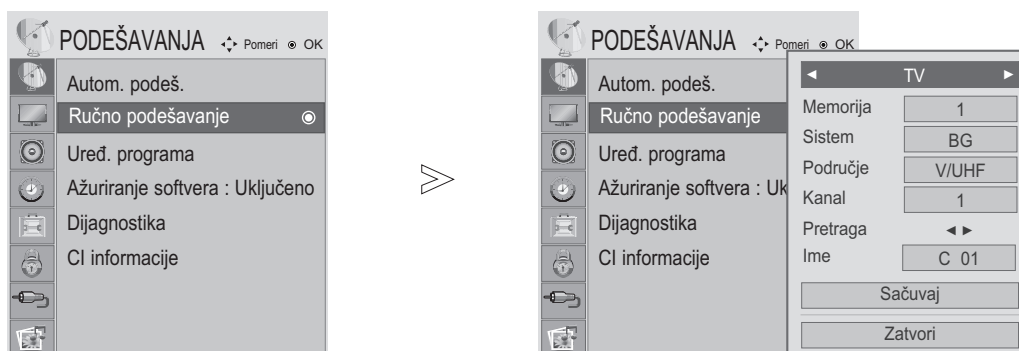 PODEŠAVANJA Pomeri OK
Autom. podeš.
Ručno podešavanje
Uređ. programa
Ažuriranje softvera : Uključeno
Dijagnostika
CI informacije
PODEŠAVANJA Pomeri OK
Autom. podeš.
Ručno podešavanje
Uređ. programa
Ažuriranje softvera : Uk
Dijagnostika
CI informacije
◄ TV ►
Memorija 1
Sistem BG
Područje V/UHF
Kanal 1
Pretraga ◄ ►
Ime C 01
Sačuvaj
Zatvori